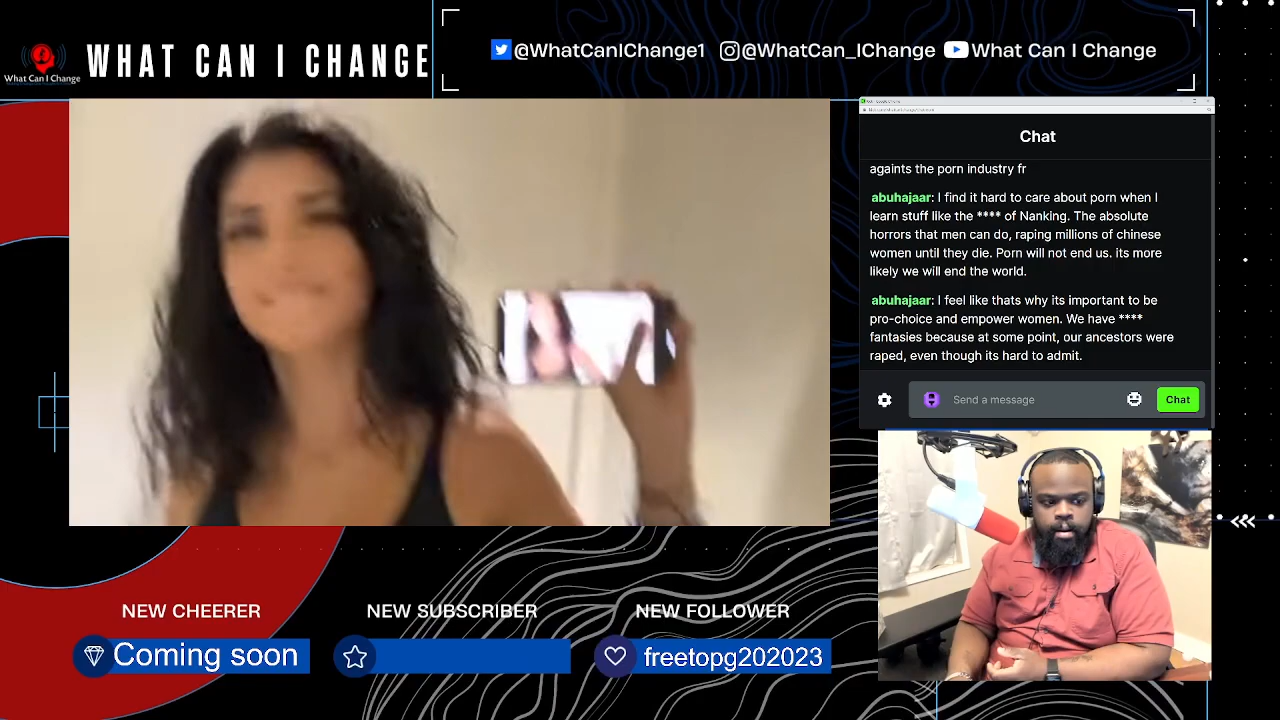 What Can I Change
WHAT CAN I CHANGE
@WhatCanIChange1 @WhatCan_IChange What Can I Change
Chat
againts the porn industry fr
abuhajaar: I find it hard to care about porn when I
learn stuff like the **** of Nanking. The absolute
horrors that men can do, raping millions of chinese
women until they die. Porn will not end us. its more
likely we will end the world.
abuhajaar: I feel like thats why its important to be
pro-choice and empower women. We have ****
fantasies because at some point, our ancestors were
raped, even though its hard to admit.
Send a message
Chat
NEW CHEERER
NEW SUBSCRIBER
NEW FOLLOWER
Coming soon
freetopg202023